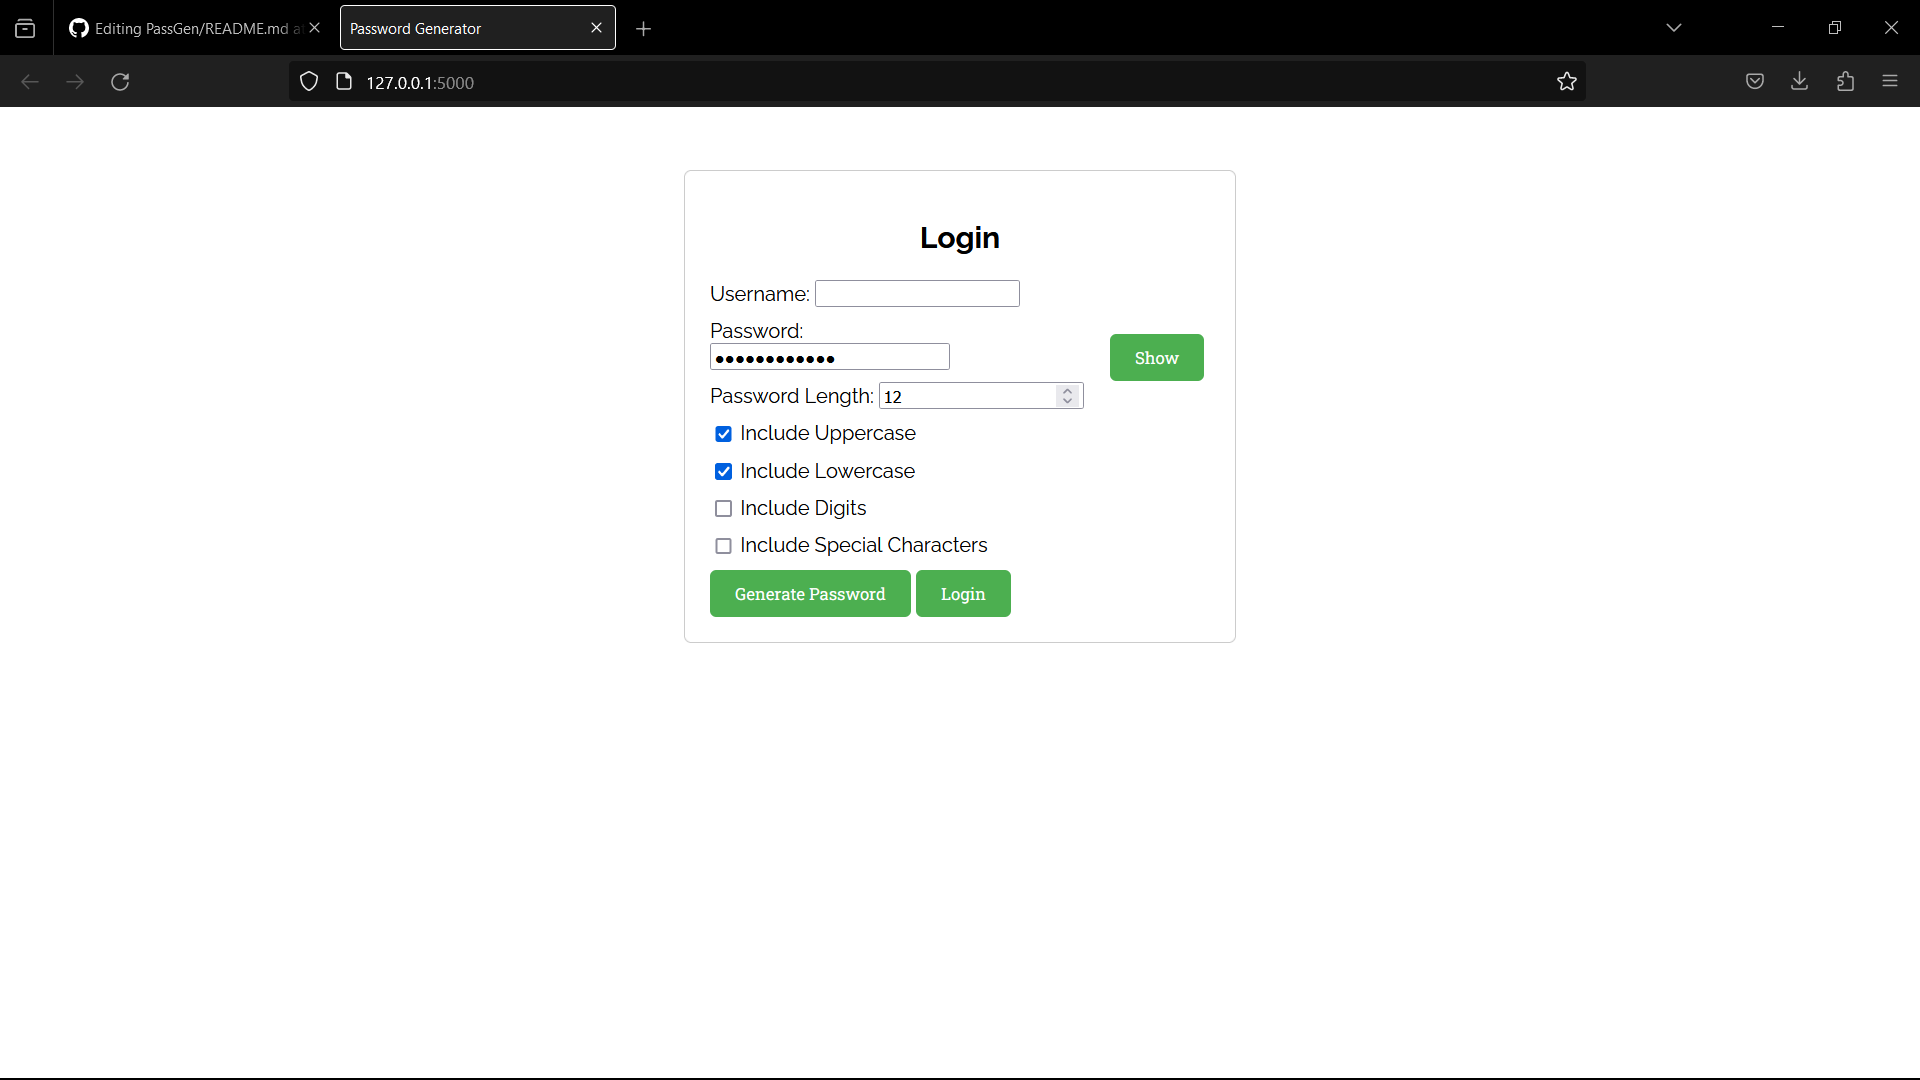 Editing PassGen/README.md a
Password Generator
127.0.0.1:5000
Login
Username:
Password:
••••••••••••
Show
Password Length: 12
Include Uppercase
Include Lowercase
Include Digits
Include Special Characters
Generate Password Login